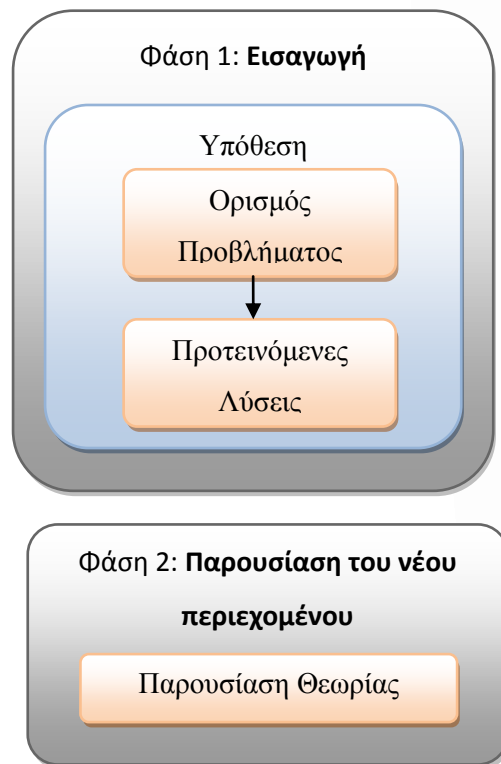 Φάση 1: Εισαγωγή
Υπόθεση
Ορισμός
Προβλήματος
Προτεινόμενες
Λύσεις
Φάση 2: Παρουσίαση του νέου
περιεχομένου
Παρουσίαση Θεωρίας